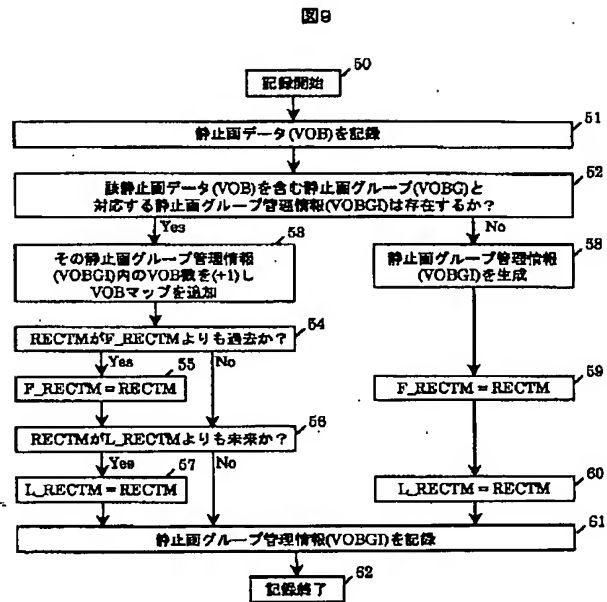 図9
50
記録開始
51
静止画データ(VOB)を記録
52
該静止画データ(VOB)を含む静止画グループ(VOBG)と
対応する静止画グループ管理情報(VOBGI)は存在するか?
Yes
No
53
その静止画グループ管理情報
(VOBGI)内のVOB数を(+1)し
VOBマップを追加
58
静止画グループ管理情報
(VOBGI)を生成
54
RECTMがF_RECTMよりも過去か?
Yes
No
55
F_RECTM=RECTM
59
F_RECTM=RECTM
56
RECTMがL_RECTMよりも未来か?
Yes
No
57
L_RECTM=RECTM
60
L_RECTM=RECTM
61
静止画グループ管理情報(VOBGI)を記録
62
記録終了